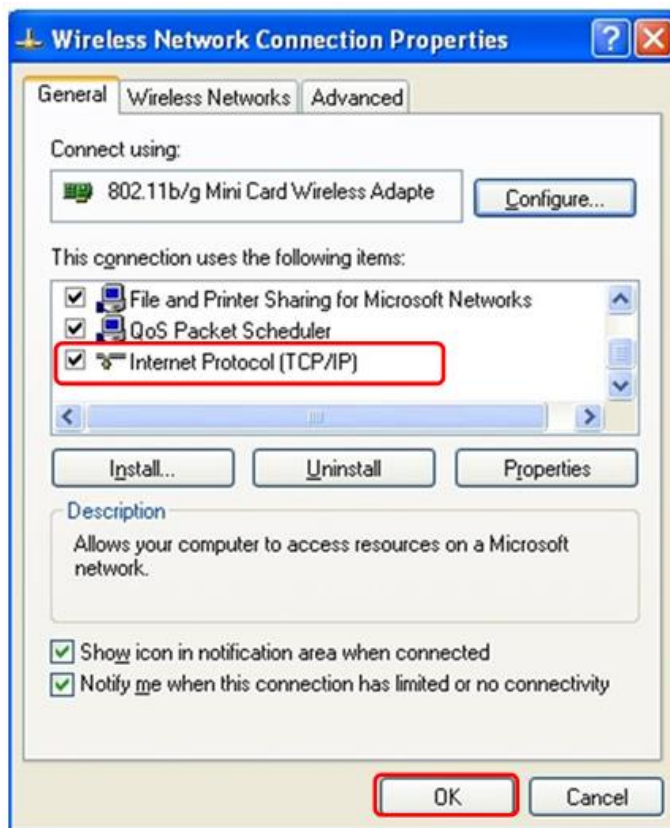 Wireless Network Connection Properties
General Wireless Networks Advanced
Connect using:
802.11b/g Mini Card Wireless Adapte
Configure...
This connection uses the following items:
File and Printer Sharing for Microsoft Networks
QoS Packet Scheduler
Internet Protocol (TCP/IP)
Install... Uninstall Properties
Description
Allows your computer to access resources on a Microsoft
network.
Show icon in notification area when connected
Notify me when this connection has limited or no connectivity
OK Cancel